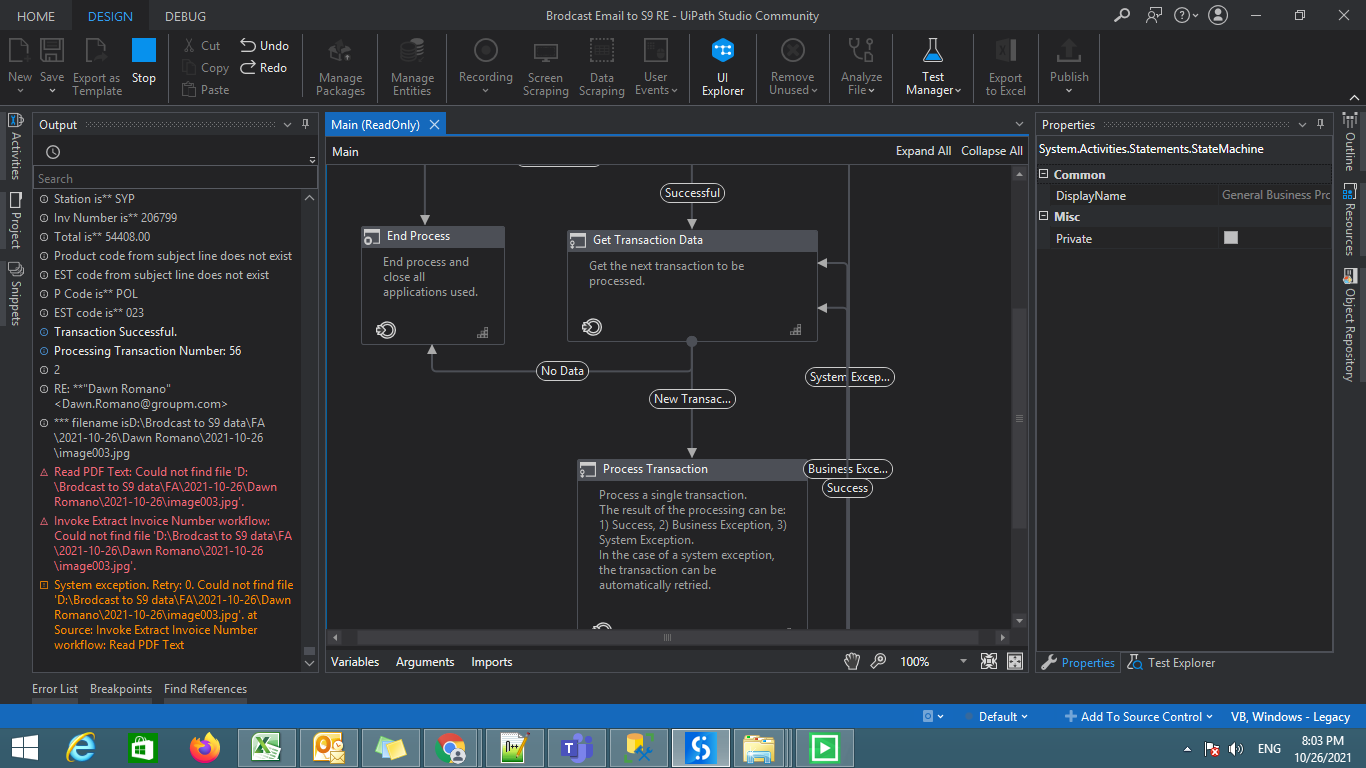 HOME DESIGN DEBUG
Brodcast Email to S9 RE - UiPath Studio Community
New
Save
Export as
Template
Stop
Cut
Copy
Paste
Undo
Redo
Manage
Packages
Manage
Entities
Recording
Screen
Scraping
Data
Scraping
User
Events
UI
Explorer
Remove
Unused
Analyze
File
Test
Manager
Export
to Excel
Publish
Activities
Project
Snippets
Output
Search
Station is** SYP
Inv Number is** 206799
Total is** 54408.00
Product code from subject line does not exist
EST code from subject line does not exist
P Code is** POL
EST code is** 023
Transaction Successful.
Processing Transaction Number: 56
2
RE: **"Dawn Romano"
<Dawn.Romano@groupm.com>
*** filename isD:\Brodcast to S9 data\FA
\2021-10-26\Dawn Romano\2021-10-26
\image003.jpg
Read PDF Text: Could not find file 'D:
\Brodcast to S9 data\FA\2021-10-26\Dawn
Romano\2021-10-26\image003.jpg'.
Invoke Extract Invoice Number workflow:
Could not find file 'D:\Brodcast to S9 data\FA
\2021-10-26\Dawn Romano\2021-10-26
\image003.jpg'.
System exception. Retry: 0. Could not find file
'D:\Brodcast to S9 data\FA\2021-10-26\Dawn
Romano\2021-10-26\image003.jpg'. at
Source: Invoke Extract Invoice Number
workflow: Read PDF Text
Error List Breakpoints Find References
Main (ReadOnly)
Main
Expand All Collapse All
Successful
End Process
End process and
close all
applications used.
Get Transaction Data
Get the next transaction to be
processed.
No Data
New Transac...
System Excep...
Business Exce...
Success
Process Transaction
Process a single transaction.
The result of the processing can be:
1) Success, 2) Business Exception, 3)
System Exception.
In the case of a system exception,
the transaction can be
automatically retried.
Variables Arguments Imports
100%
Properties
System.Activities.Statements.StateMachine
Common
DisplayName General Business Prc
Misc
Private
Properties Test Explorer
Outline
Resources
Object Repository
Default
Add To Source Control
VB, Windows - Legacy
ENG
8:03 PM
10/26/2021